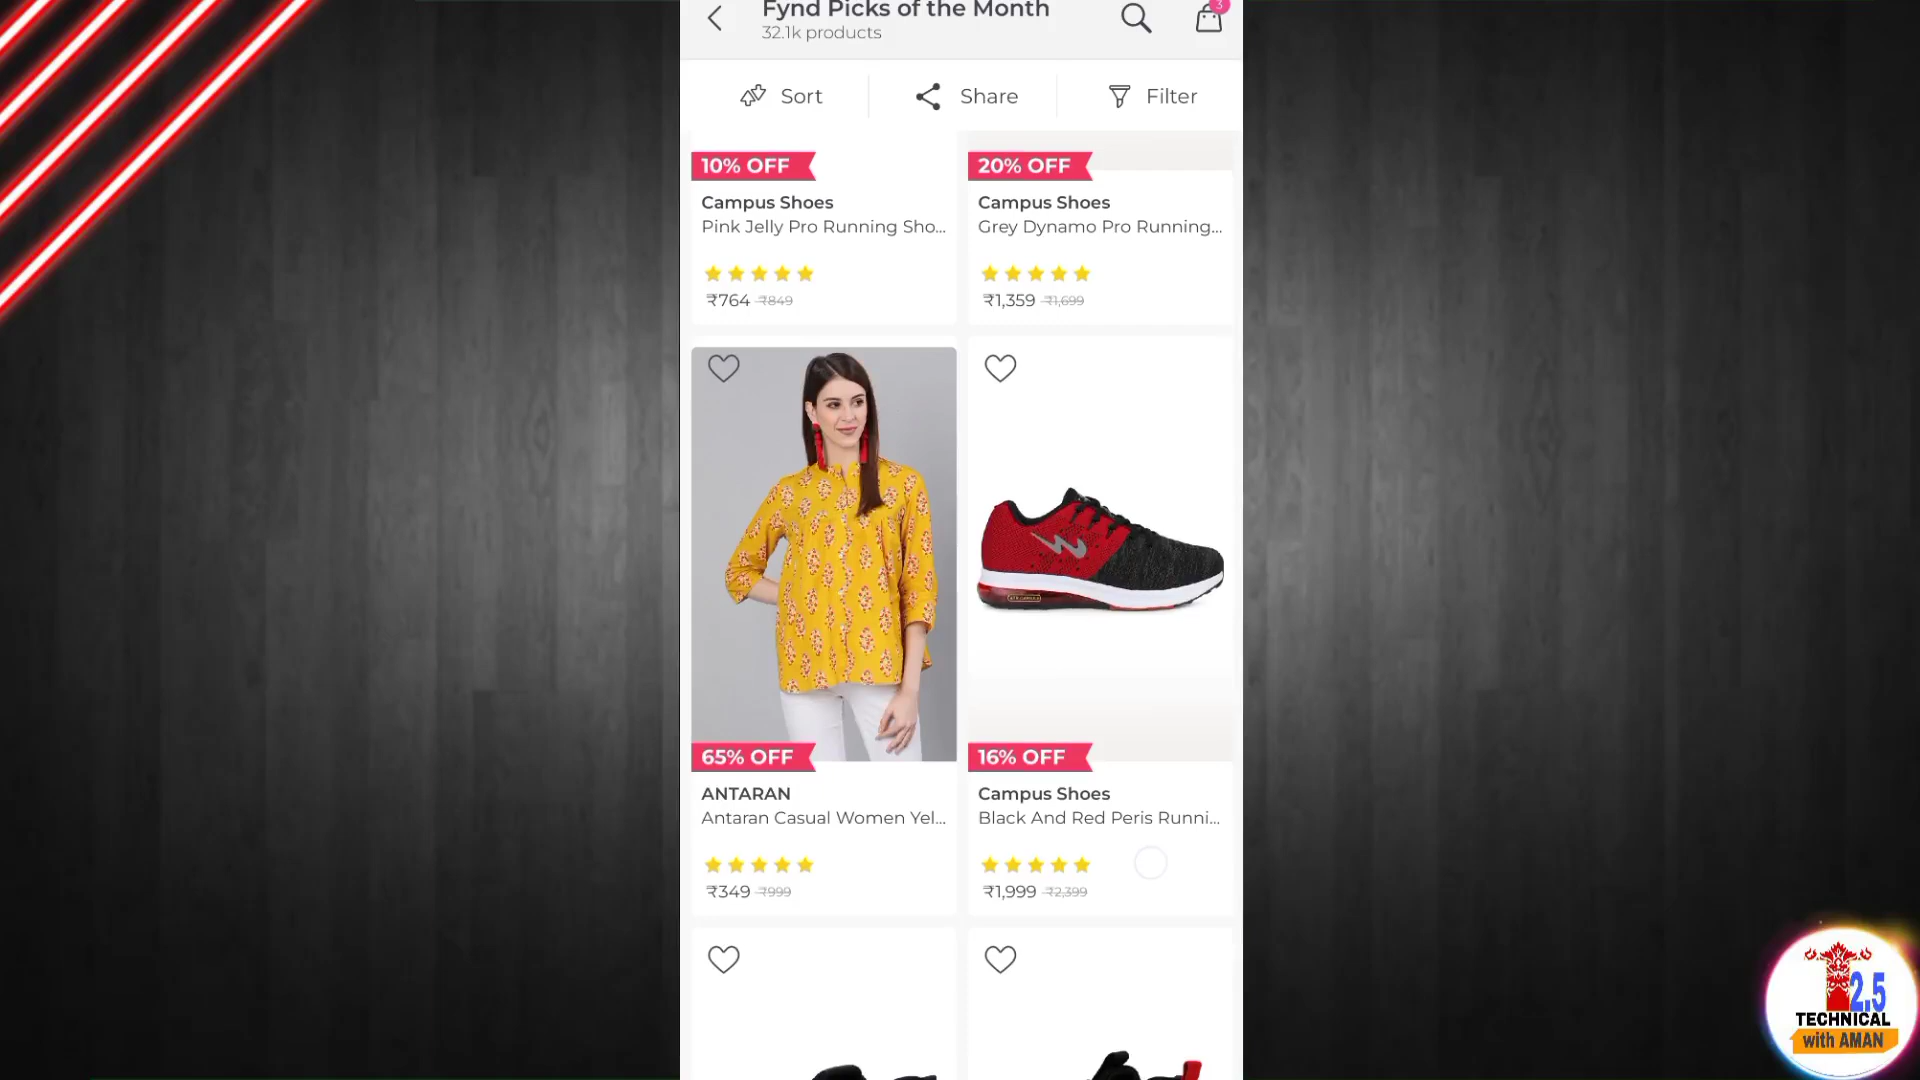 Fynd Picks of the Month
32.1k products
3
Sort
Share
Filter
10% OFF
20% OFF
Campus Shoes
Pink Jelly Pro Running Sho...
₹764 ₹849
Campus Shoes
Grey Dynamo Pro Running...
₹1,359 ₹1,699
65% OFF
ANTARAN
Antaran Casual Women Yel...
₹349 ₹999
16% OFF
Campus Shoes
Black And Red Peris Runni...
₹1,999 ₹2,399
2.5
TECHNICAL
with AMAN